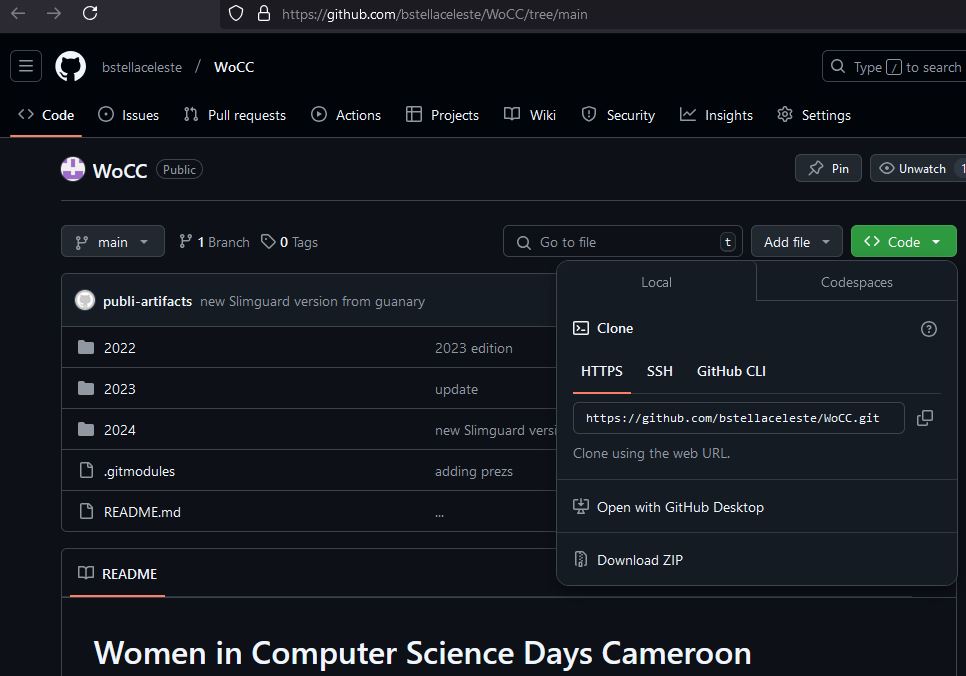 https://github.com/bstellaceleste/WoCC/tree/main
bstellaceleste / WoCC
Type / to search
Code Issues Pull requests Actions Projects Wiki Security Insights Settings
WoCC Public
Pin Unwatch 1
main 1 Branch 0 Tags
Go to file t
Add file
Code
Local Codespaces
publi-artifacts new Slimguard version from guanary
Clone
2022 2023 edition
HTTPS SSH GitHub CLI
2023 update
https://github.com/bstellaceleste/WoCC.git
2024 new Slimguard versi
Clone using the web URL.
.gitmodules adding prezs
Open with GitHub Desktop
README.md ...
Download ZIP
README
Women in Computer Science Days Cameroon